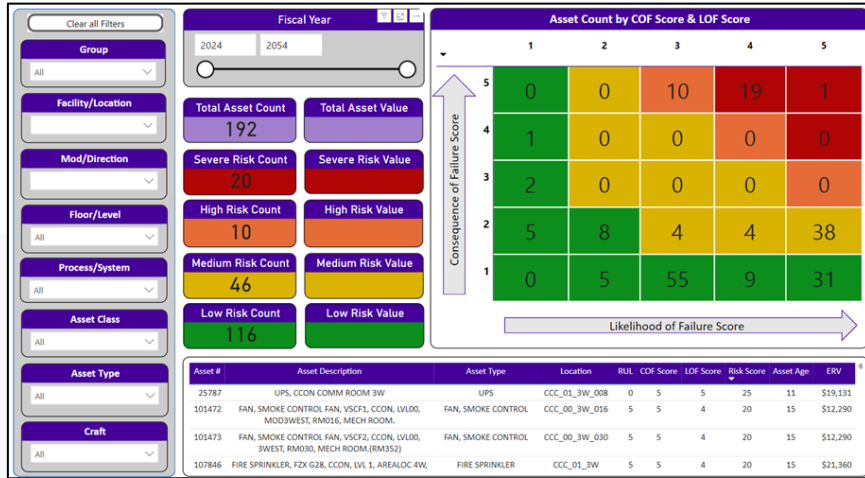 Clear all Filters
Group
All
Facility/Location
Mod/Direction
Floor/Level
All
Process/System
All
Asset Class
All
Asset Type
All
Craft
All
Fiscal Year
2024 2054
Total Asset Count Total Asset Value
192
Severe Risk Count Severe Risk Value
20
High Risk Count High Risk Value
10
Medium Risk Count Medium Risk Value
46
Low Risk Count Low Risk Value
116
Asset Count by COF Score & LOF Score
1 2 3 4 5
Consequence of Failure Score
5 0 0 10 19 1
4 1 0 0 0 0
3 2 0 0 0 0
2 5 8 4 4 38
1 0 5 55 9 31
Likelihood of Failure Score
Asset # Asset Description Asset Type Location RUL COF Score LOF Score Risk Score Asset Age ERV
25787 UPS, CCON COMM ROOM 3W UPS CCC_01_3W_008 0 5 5 25 11 $19,131
101472 FAN, SMOKE CONTROL FAN, VSCF1, CCON, LVL00, FAN, SMOKE CONTROL CCC_00_3W_016 5 5 4 20 15 $12,290
MOD3WEST, RM016, MECH ROOM.
101473 FAN, SMOKE CONTROL FAN, VSCF2, CCON, LVL00, FAN, SMOKE CONTROL CCC_00_3W_030 5 5 4 20 15 $12,290
3WEST, RM030, MECH ROOM.(RM352)
107846 FIRE SPRINKLER, FZX G28, CCON, LVL 1, AREALOC 4W, FIRE SPRINKLER CCC_01_3W 5 5 4 20 15 $21,360